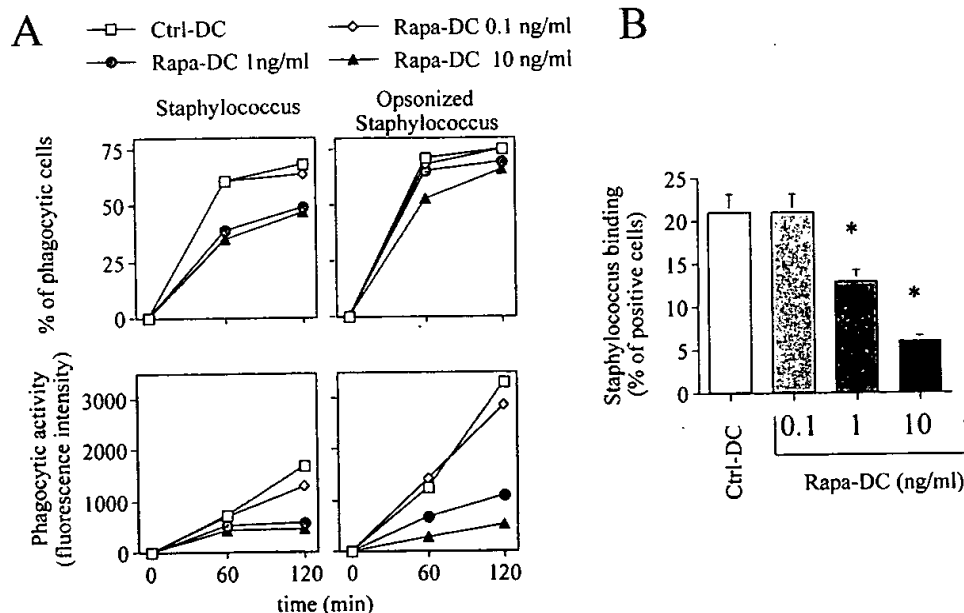 A
Ctrl-DC
Rapa-DC 0.1 ng/ml
Rapa-DC 1ng/ml
Rapa-DC 10 ng/ml
Staphylococcus
Opsonized
Staphylococcus
% of phagocytic cells
75
50
25
0
Phagocytic activity
(fluorescence intensity)
3000
2000
1000
0
0 60 120 0 60 120
time (min)
B
Staphylococcus binding
(% of positive cells)
25
20
15
10
5
0
*
*
Ctrl-DC
0.1 1 10
Rapa-DC (ng/ml)